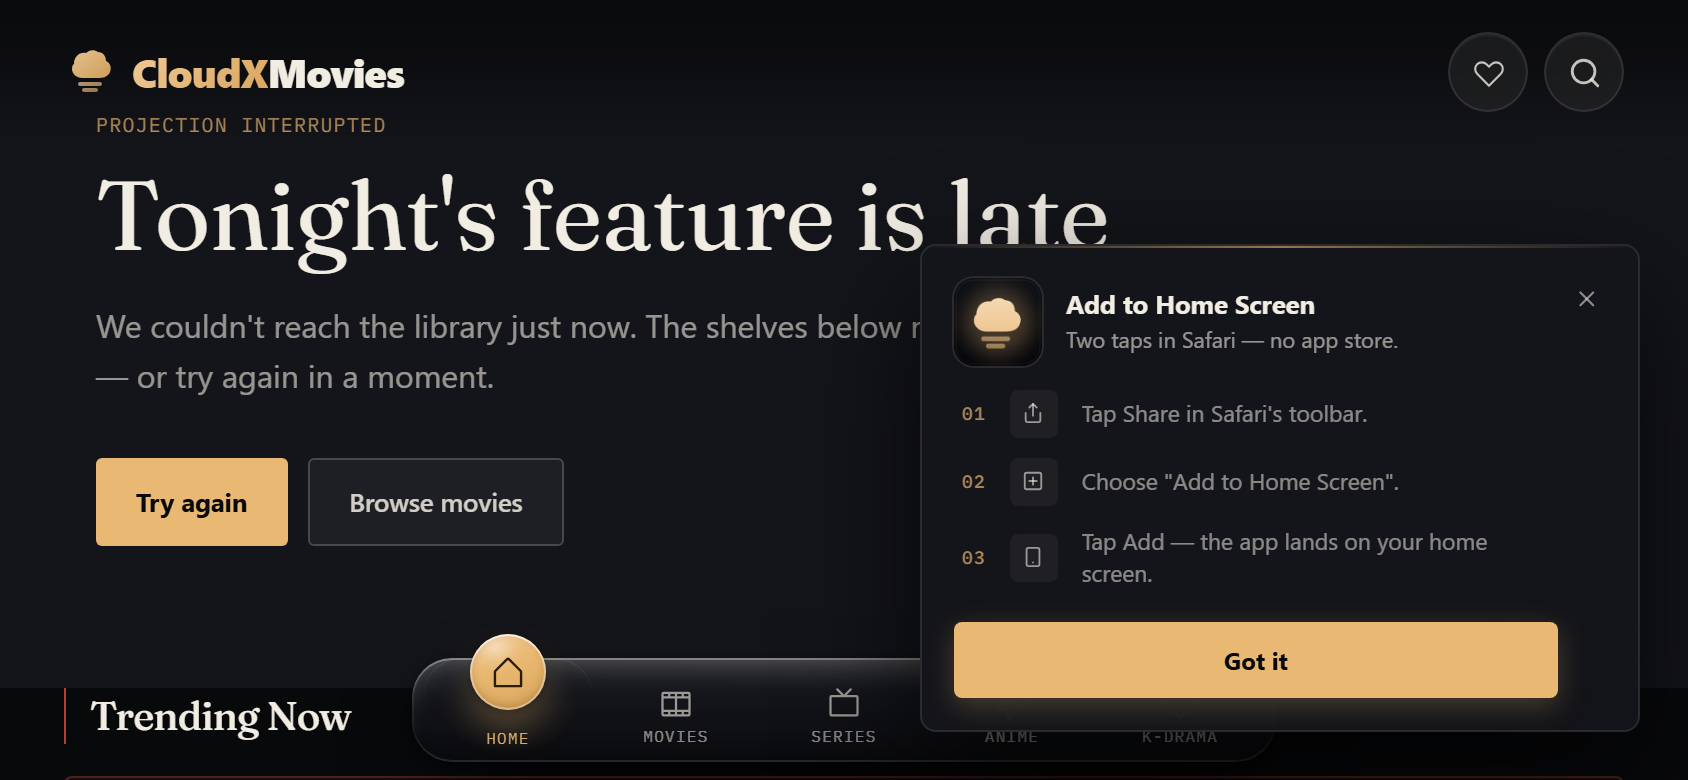 CloudXMovies
PROJECTION INTERRUPTED
Tonight's feature is late
We couldn't reach the library just now. The shelves below
— or try again in a moment.
Try again
Browse movies
Add to Home Screen
Two taps in Safari — no app store.
01 Tap Share in Safari's toolbar.
02 Choose "Add to Home Screen".
03 Tap Add — the app lands on your home
screen.
Got it
Trending Now
HOME
MOVIES
SERIES
ANIME
K-DRAMA